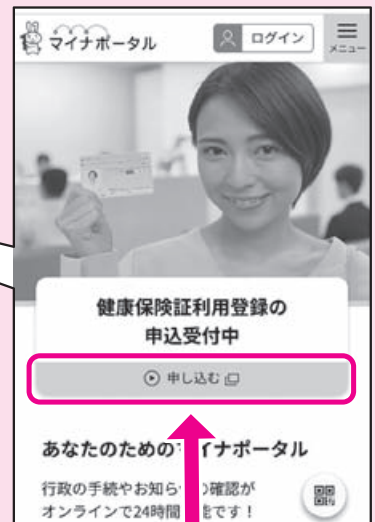 マイナポータル
ログイン
メニュー
健康保険証利用登録の
申込受付中
申し込む
あなたのための イナポータル
行政の手続やお知ら の確認が
オンラインで24時間 能です!